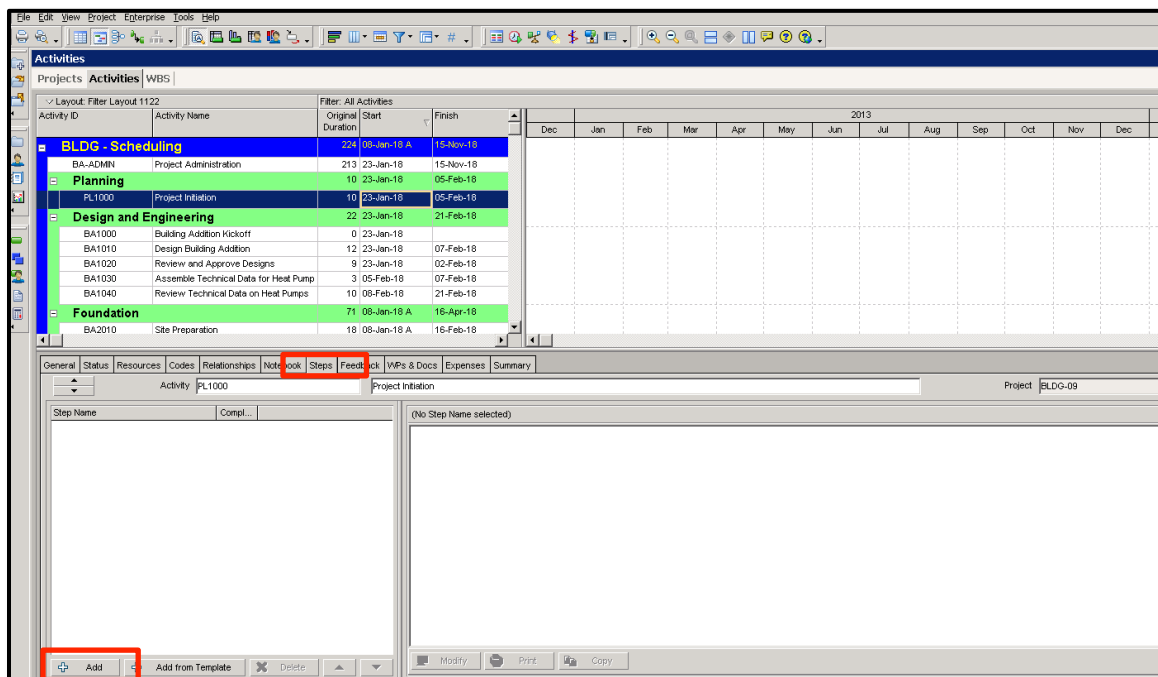 File Edit View Project Enterprise Tools Help
Activities
Projects Activities WBS
Layout: Filter Layout 1122 Filter: All Activities
Activity ID Activity Name Original Duration Start Finish
2013
Dec Jan Feb Mar Apr May Jun Jul Aug Sep Oct Nov Dec
BLDG - Scheduling 224 08-Jan-18 A 15-Nov-18
BA-ADMIN Project Administration 213 23-Jan-18 15-Nov-18
Planning 10 23-Jan-18 05-Feb-18
PL1000 Project Initiation 10 23-Jan-18 05-Feb-18
Design and Engineering 22 23-Jan-18 21-Feb-18
BA1000 Building Addition Kickoff 0 23-Jan-18
BA1010 Design Building Addition 12 23-Jan-18 07-Feb-18
BA1020 Review and Approve Designs 9 23-Jan-18 02-Feb-18
BA1030 Assemble Technical Data for Heat Pump 3 05-Feb-18 07-Feb-18
BA1040 Review Technical Data on Heat Pumps 10 08-Feb-18 21-Feb-18
Foundation 71 08-Jan-18 A 16-Apr-18
BA2010 Site Preparation 18 08-Jan-18 A 16-Feb-18
General Status Resources Codes Relationships Notebook Steps Feedback WPs & Docs Expenses Summary
Activity PL1000 Project Initiation Project BLDG-09
Step Name Compl... (No Step Name selected)
Modify Print Copy
Add Add from Template Delete